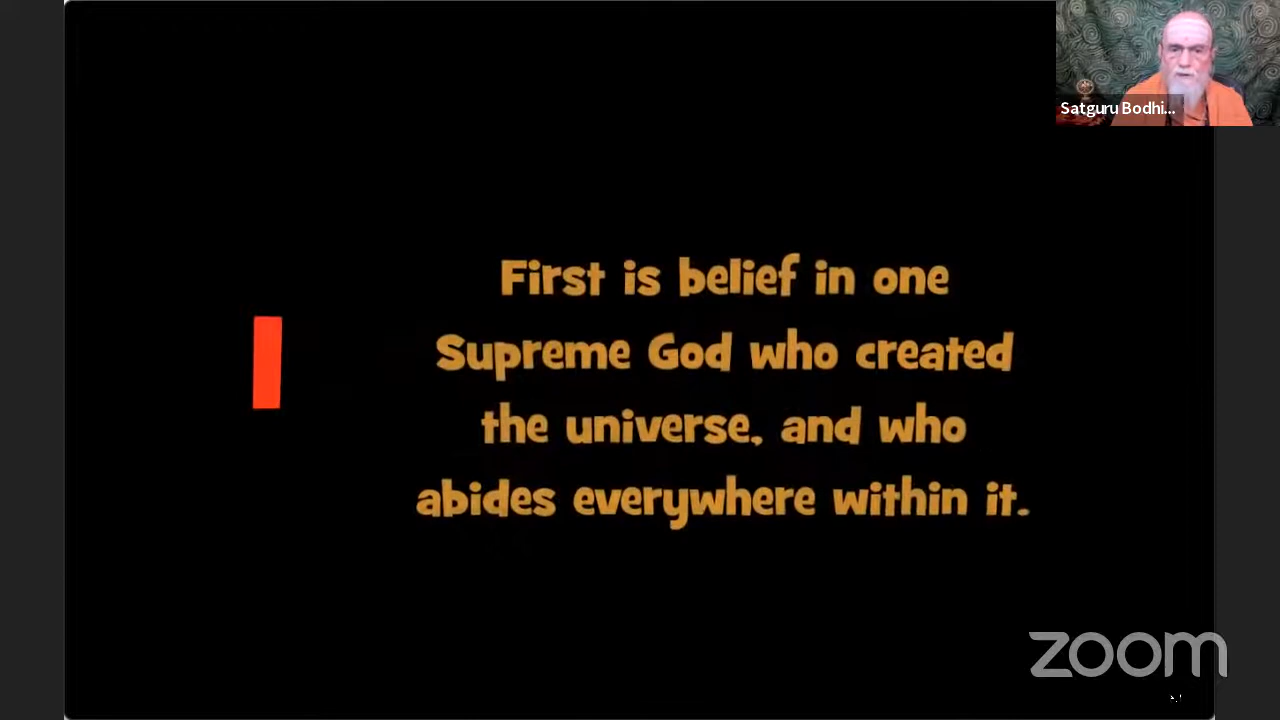 Satguru Bodhi...
First is belief in one
Supreme God who created
the universe, and who
abides everywhere within it.
zoom